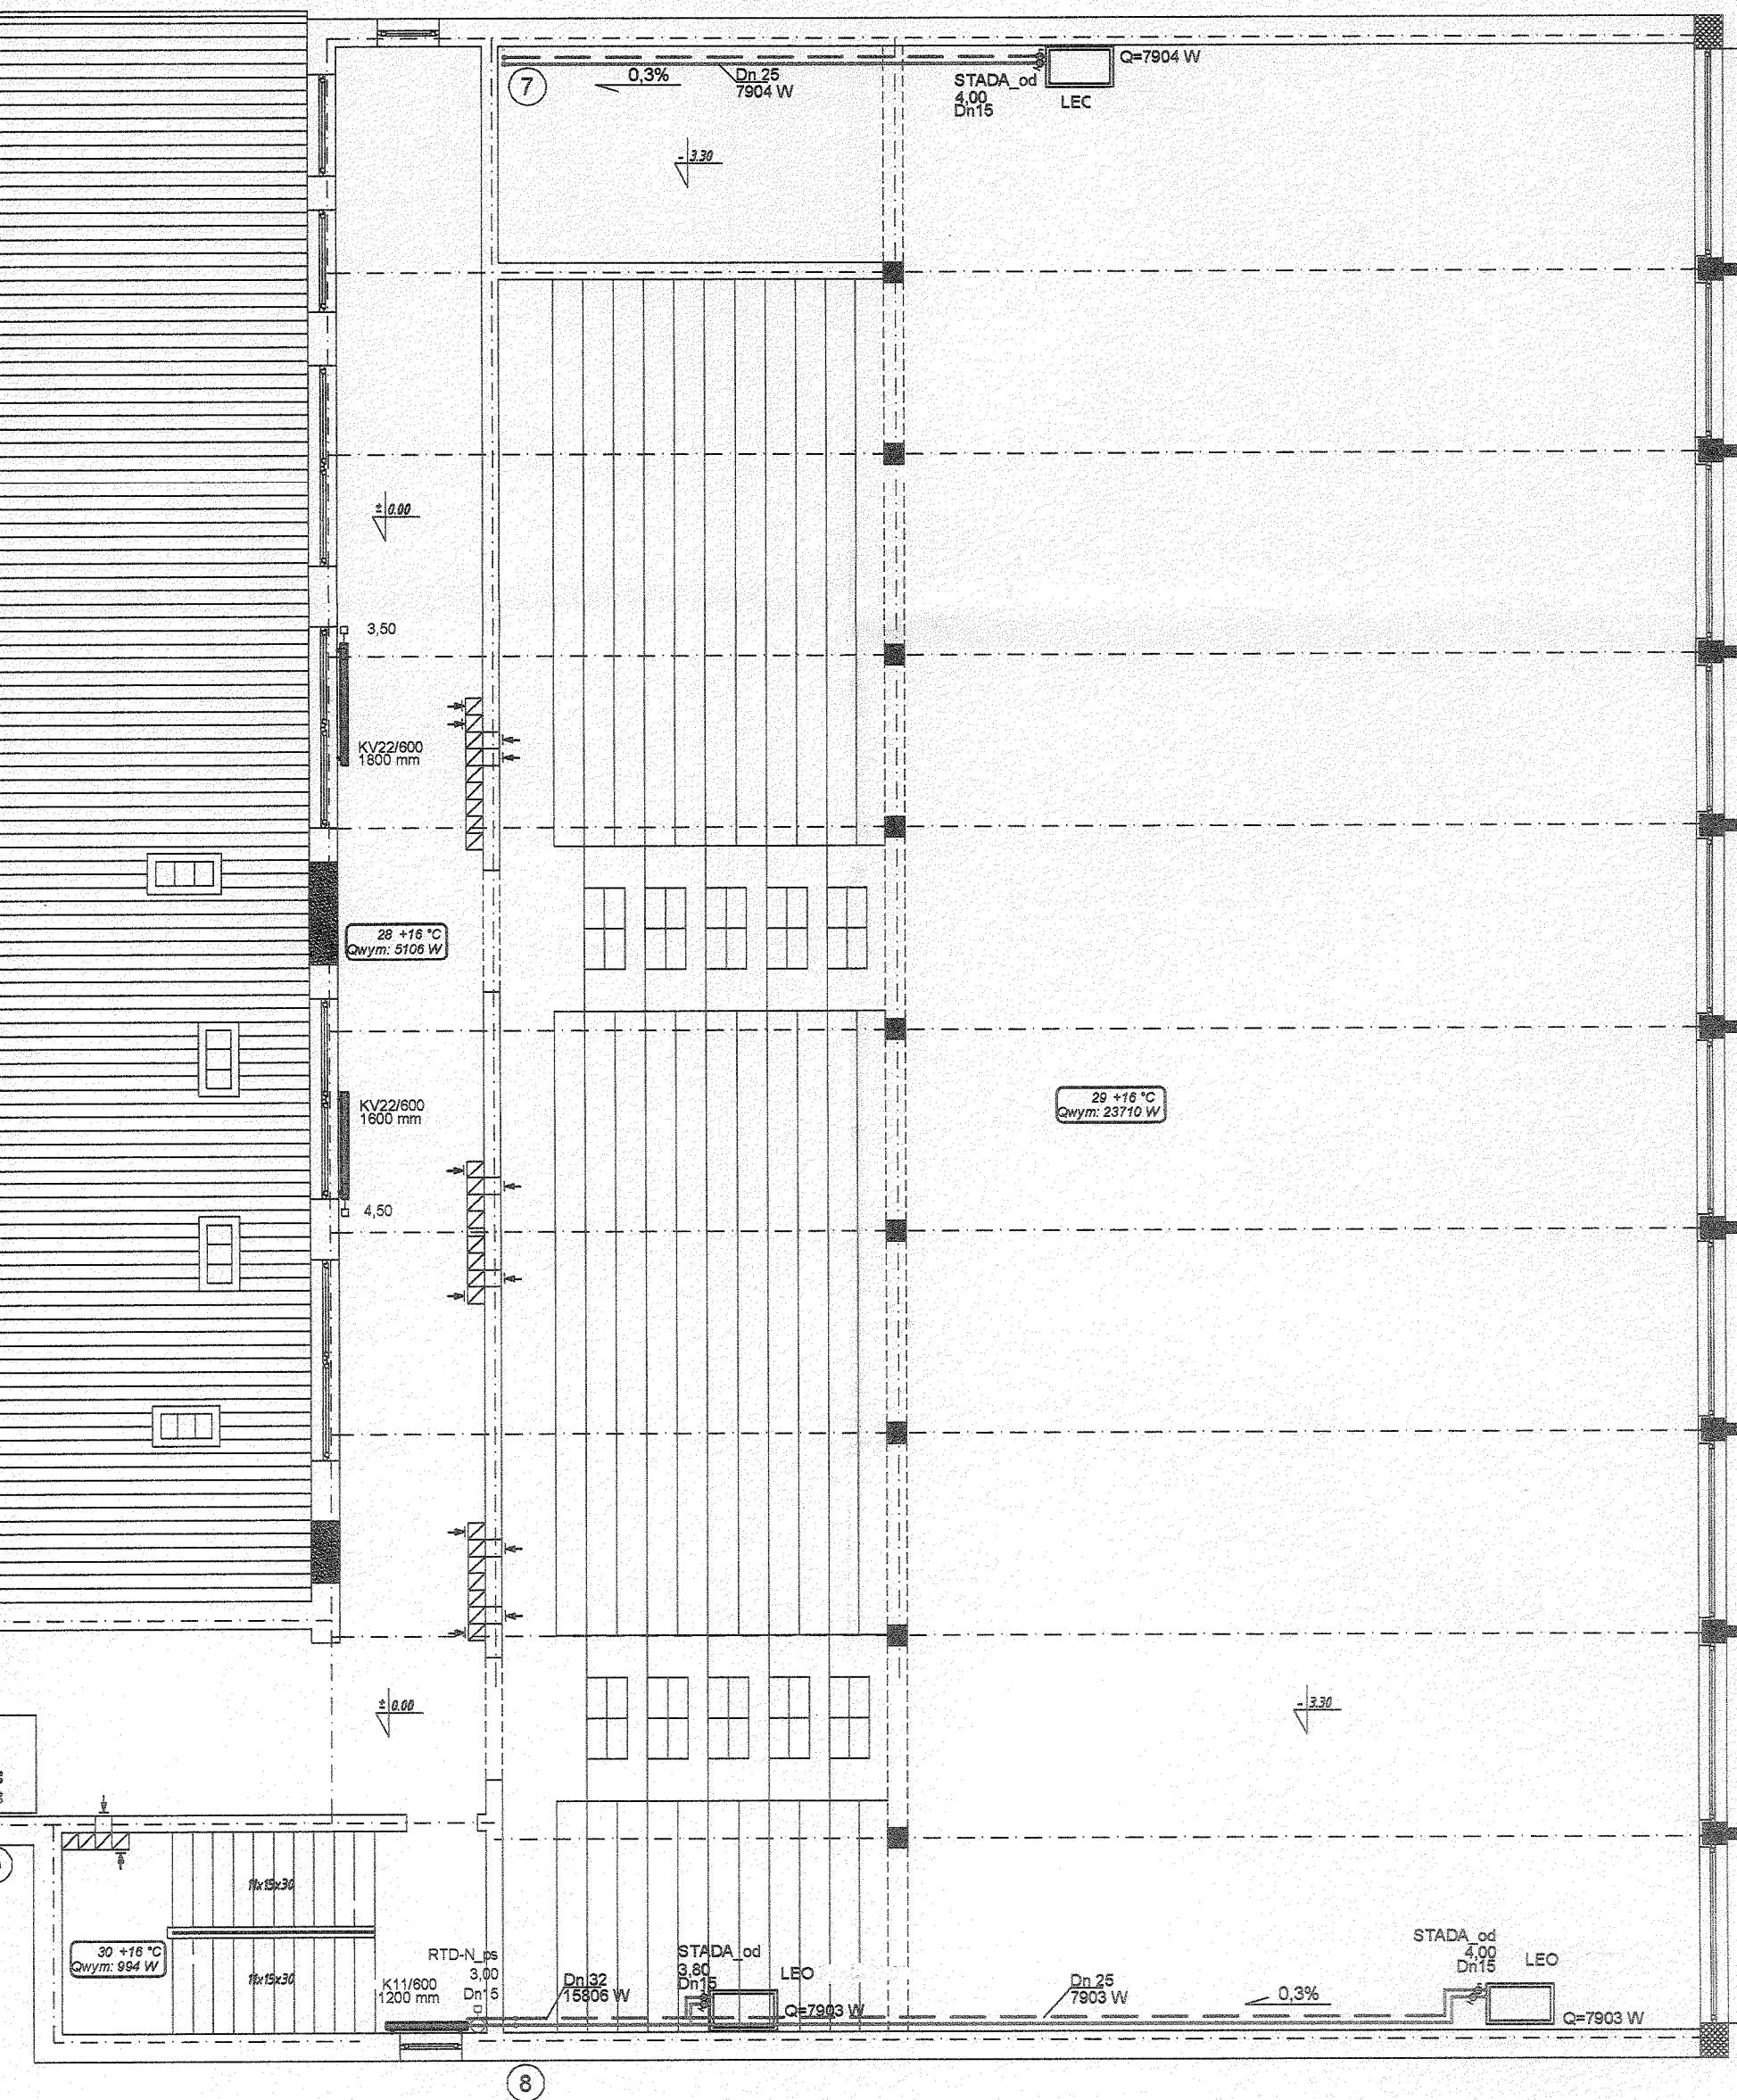 7
0,3%
Dn 25
7904 W
STADA_od
4,00
Dn15
LEC
Q=7904 W
- 3.30
± 0.00
3,50
KV22/600
1800 mm
28 +16 °C
Qwym: 5106 W
KV22/600
1600 mm
4,50
29 +16 °C
Qwym: 23710 W
± 0.00
- 3.30
11x15x30
30 +16 °C
Qwym: 994 W
11x15x30
K11/600
1200 mm
RTD-N_ps
3,00
Dn15
Dn 32
15806 W
STADA_od
3,80
Dn15
LEO
Q=7903 W
Dn 25
7903 W
0,3%
STADA_od
4,00
Dn15
LEO
Q=7903 W
8